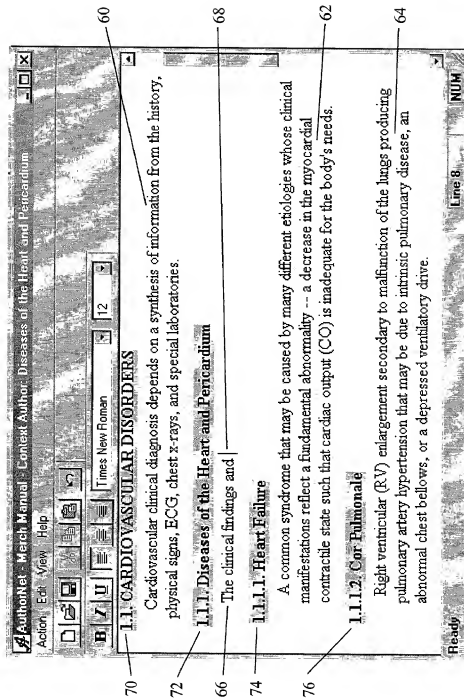 AuthorNet - Merch Manual - Context Author: Diseases of the Heart and Pericardium
Action Edit View Help
B I U Times New Roman 12
1.1. CARDIOVASCULAR DISORDERS
Cardiovascular clinical diagnosis depends on a synthesis of information from the history,
physical signs, ECG, chest x-rays, and special laboratories.
1.1.1. Diseases of the Heart and Pericardium
The clinical findings and
1.1.1.1. Heart Failure
A common syndrome that may be caused by many different etiologies whose clinical
manifestations reflect a fundamental abnormality -- a decrease in the myocardial
contractile state such that cardiac output (CO) is inadequate for the body's needs.
1.1.1.2. Cor Pulmonale
Right ventricular (RV) enlargement secondary to malfunction of the lungs producing
pulmonary artery hypertension that may be due to intrinsic pulmonary disease, an
abnormal chest bellows, or a depressed ventilatory drive.
Ready Line 8 NUM
60
68
62
64
70
72
66
74
76